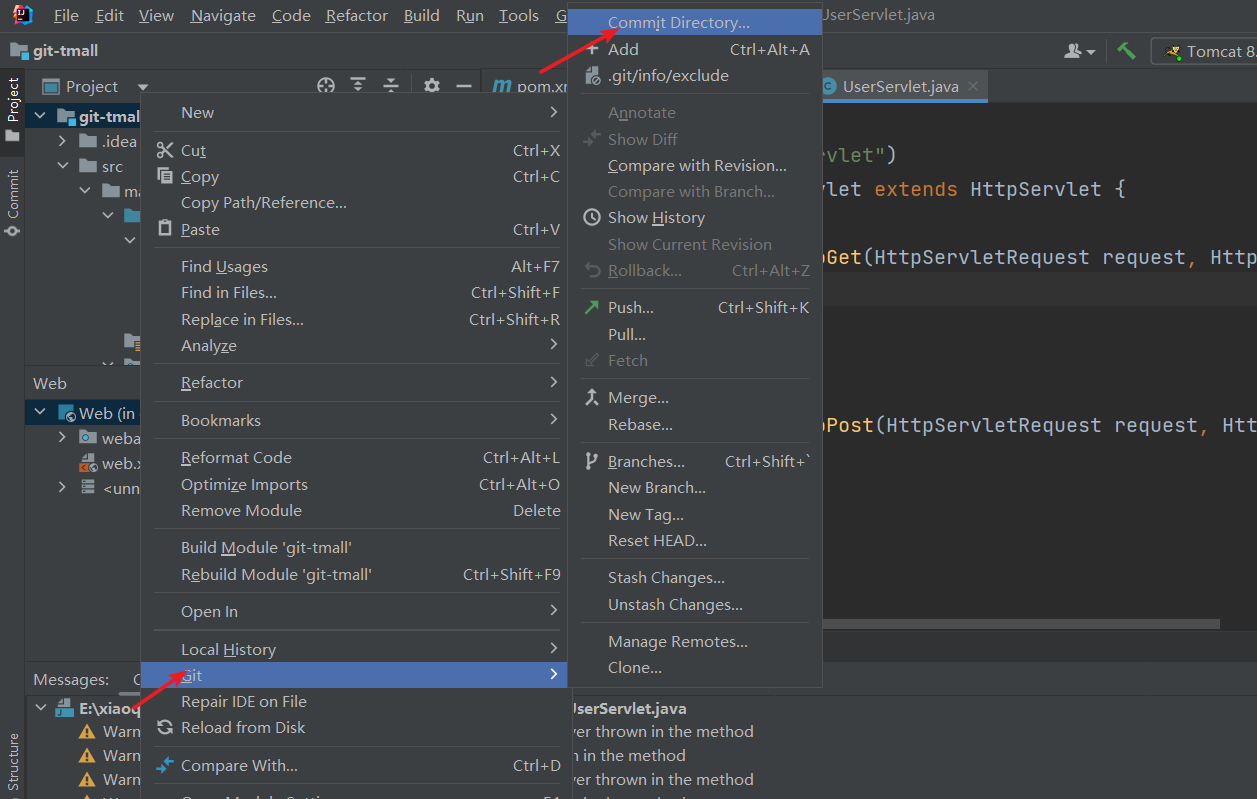 File Edit View Navigate Code Refactor Build Run Tools G
UserServlet.java
git-tmall
Tomcat 8.
Project
pom.xr
UserServlet.java
Project
Commit
Structure
git-tmal
.idea
src
ma
Web
Web (in
weba
web.x
<unn
New
Cut Ctrl+X
Copy Ctrl+C
Copy Path/Reference...
Paste Ctrl+V
Find Usages Alt+F7
Find in Files... Ctrl+Shift+F
Replace in Files... Ctrl+Shift+R
Analyze
Refactor
Bookmarks
Reformat Code Ctrl+Alt+L
Optimize Imports Ctrl+Alt+O
Remove Module Delete
Build Module 'git-tmall'
Rebuild Module 'git-tmall' Ctrl+Shift+F9
Open In
Local History
Git
Repair IDE on File
Reload from Disk
Compare With... Ctrl+D
Commit Directory...
Add Ctrl+Alt+A
.git/info/exclude
Annotate
Show Diff
Compare with Revision...
Compare with Branch...
Show History
Show Current Revision
Rollback... Ctrl+Alt+Z
Push... Ctrl+Shift+K
Pull...
Fetch
Merge...
Rebase...
Branches... Ctrl+Shift+`
New Branch...
New Tag...
Reset HEAD...
Stash Changes...
Unstash Changes...
Manage Remotes...
Clone...
vlet")
vlet extends HttpServlet {
oGet(HttpServletRequest request, Http
oPost(HttpServletRequest request, Htt
Messages:
E:\xiaoq
UserServlet.java
Warn
ver thrown in the method
Warn
n in the method
Warn
ver thrown in the method